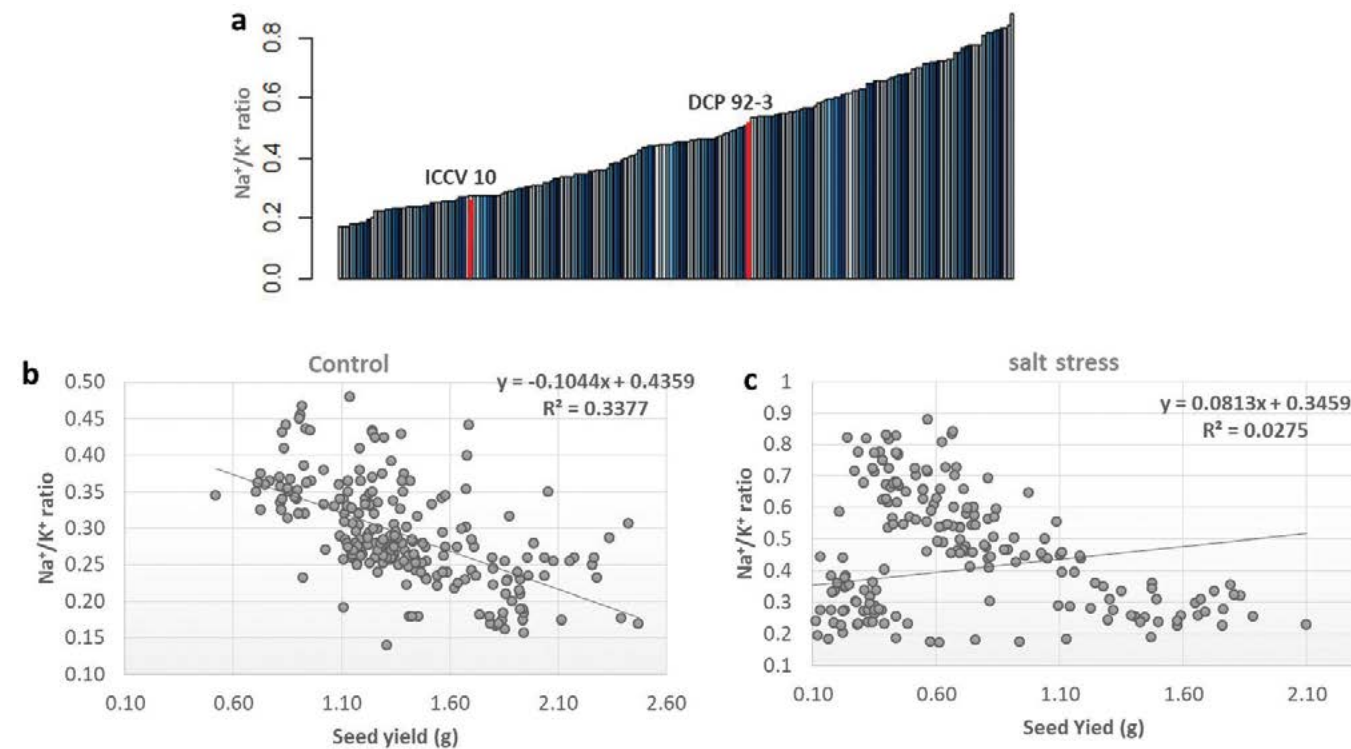 a
Na⁺/K⁺ ratio
0.8
0.6
0.4
0.2
0.0
ICCV 10
DCP 92-3
b
Control
y = -0.1044x + 0.4359
R² = 0.3377
Na⁺/K⁺ ratio
0.50
0.45
0.40
0.35
0.30
0.25
0.20
0.15
0.10
0.10 0.60 1.10 1.60 2.10 2.60
Seed yield (g)
c
salt stress
y = 0.0813x + 0.3459
R² = 0.0275
Na⁺/K⁺ ratio
1
0.9
0.8
0.7
0.6
0.5
0.4
0.3
0.2
0.1
0.10 0.60 1.10 1.60 2.10
Seed Yied (g)